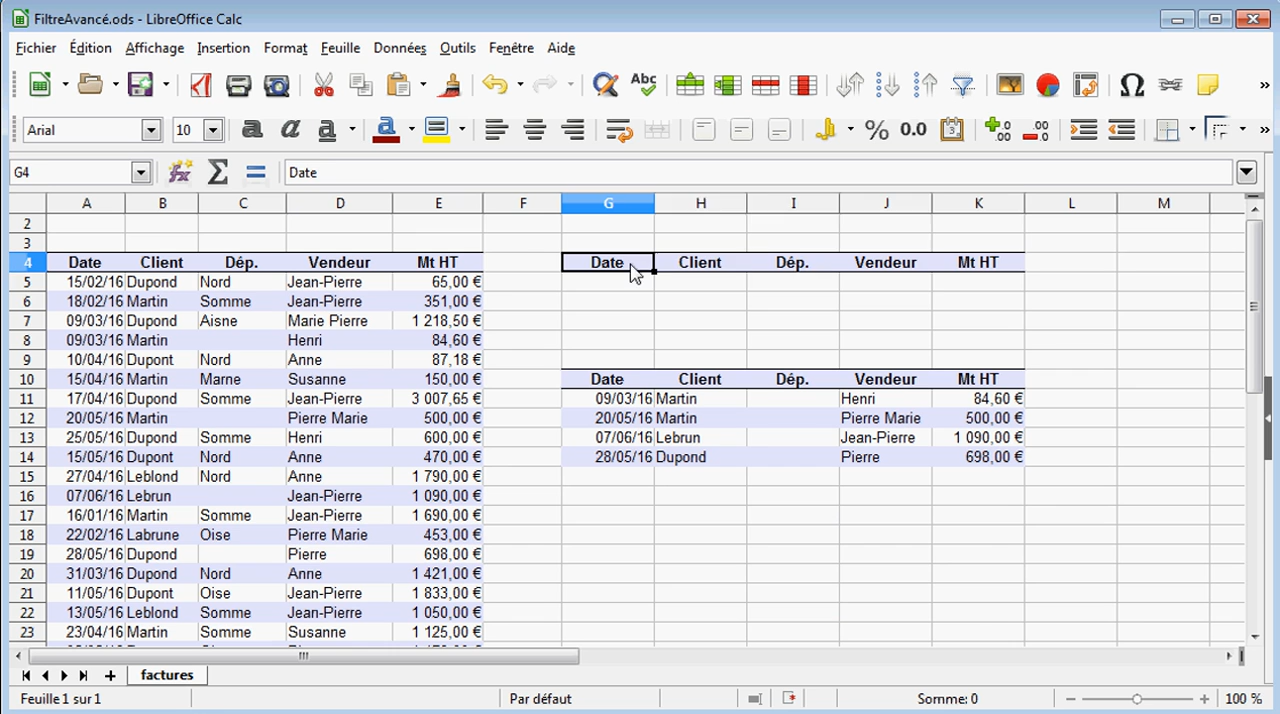 FiltreAvancé.ods - LibreOffice Calc
Fichier Édition Affichage Insertion Format Feuille Données Outils Fenêtre Aide
Abc Ω »
Arial 10 a a a a % 0.0 +.00 -.00 »
G4 fx Σ = Date
A B C D E F G H I J K L M
2
3
4 Date Client Dép. Vendeur Mt HT Date Client Dép. Vendeur Mt HT
5 15/02/16 Dupond Nord Jean-Pierre 65,00 €
6 18/02/16 Martin Somme Jean-Pierre 351,00 €
7 09/03/16 Dupond Aisne Marie Pierre 1 218,50 €
8 09/03/16 Martin Henri 84,60 €
9 10/04/16 Dupont Nord Anne 87,18 €
10 15/04/16 Martin Marne Susanne 150,00 € Date Client Dép. Vendeur Mt HT
11 17/04/16 Dupond Somme Jean-Pierre 3 007,65 € 09/03/16 Martin Henri 84,60 €
12 20/05/16 Martin Pierre Marie 500,00 € 20/05/16 Martin Pierre Marie 500,00 €
13 25/05/16 Dupond Somme Henri 600,00 € 07/06/16 Lebrun Jean-Pierre 1 090,00 €
14 15/05/16 Dupont Nord Anne 470,00 € 28/05/16 Dupond Pierre 698,00 €
15 27/04/16 Leblond Nord Anne 1 790,00 €
16 07/06/16 Lebrun Jean-Pierre 1 090,00 €
17 16/01/16 Martin Somme Jean-Pierre 1 690,00 €
18 22/02/16 Labrune Oise Pierre Marie 453,00 €
19 28/05/16 Dupond Pierre 698,00 €
20 31/03/16 Dupond Nord Anne 1 421,00 €
21 11/05/16 Dupont Oise Jean-Pierre 1 833,00 €
22 13/05/16 Leblond Somme Jean-Pierre 1 050,00 €
23 23/04/16 Martin Somme Susanne 1 125,00 €
factures
Feuille 1 sur 1 Par défaut Somme: 0 100 %